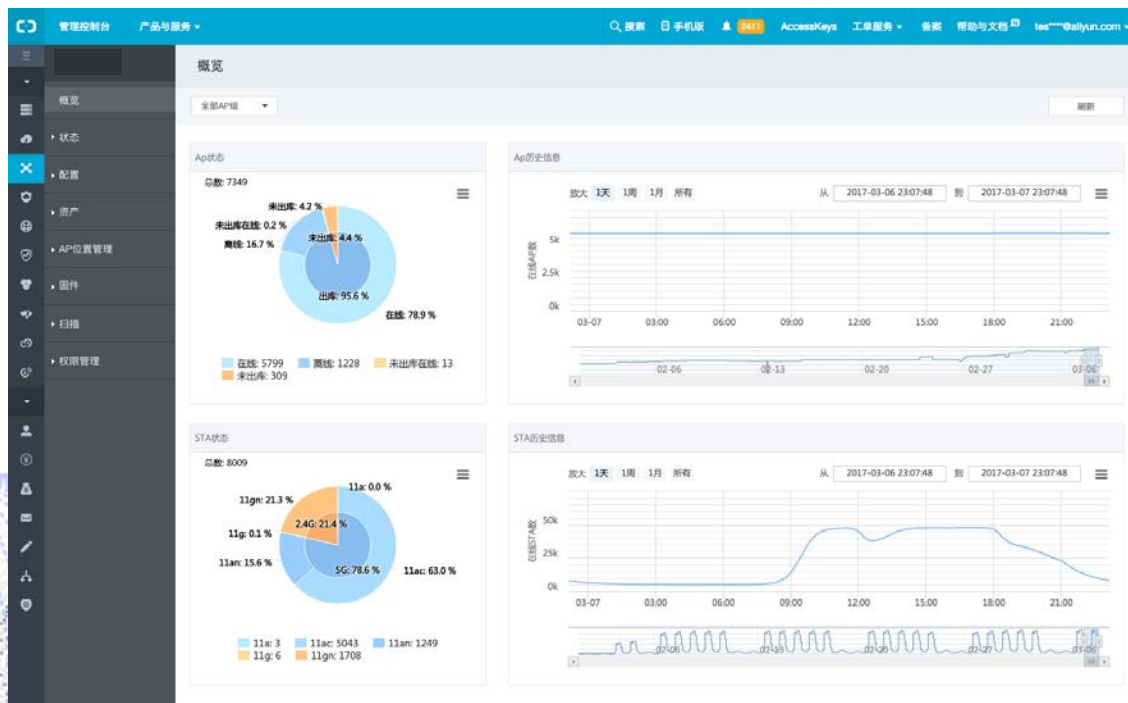 管理控制台 产品与服务 搜索 手机版 2411 AccessKeys 工单服务 备案 帮助与文档 N tes****@aliyun.com
概览
状态
配置
资产
AP位置管理
固件
扫描
权限管理
概览
全部AP组 刷新
Ap状态
总数: 7349
未出库: 4.2 %
未出库在线: 0.2 %
未出库: 4.4 %
离线: 16.7 %
出库: 95.6 %
在线: 78.9 %
在线: 5799 离线: 1228 未出库在线: 13
未出库: 309
Ap历史信息
放大 1天 1周 1月 所有 从 2017-03-06 23:07:48 到 2017-03-07 23:07:48
在线AP数
5k
2.5k
0k
03-07 03:00 06:00 09:00 12:00 15:00 18:00 21:00
02-06 02-13 02-20 02-27 03-06
STA状态
总数: 8009
11a: 0.0 %
11gn: 21.3 %
2.4G: 21.4 %
11g: 0.1 %
11an: 15.6 %
5G: 78.6 %
11ac: 63.0 %
11a: 3 11ac: 5043 11an: 1249
11g: 6 11gn: 1708
STA历史信息
放大 1天 1周 1月 所有 从 2017-03-06 23:07:48 到 2017-03-07 23:07:48
在线STA数
50k
25k
0k
03-07 03:00 06:00 09:00 12:00 15:00 18:00 21:00
02-06 02-13 02-20 02-27 03-06